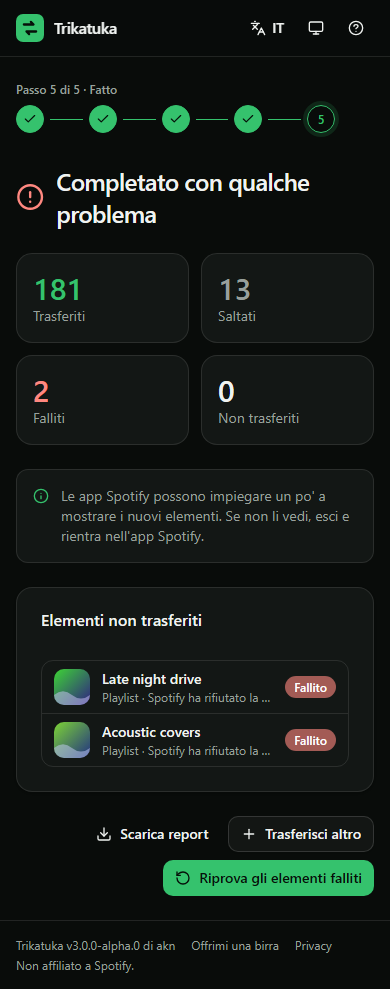 Trikatuka
IT
Passo 5 di 5 · Fatto
5
Completato con qualche
problema
181
Trasferiti
13
Saltati
2
Falliti
0
Non trasferiti
Le app Spotify possono impiegare un po' a
mostrare i nuovi elementi. Se non li vedi, esci e
rientra nell'app Spotify.
Elementi non trasferiti
Late night drive
Playlist · Spotify ha rifiutato la ...
Fallito
Acoustic covers
Playlist · Spotify ha rifiutato la ...
Fallito
Scarica report
Trasferisci altro
Riprova gli elementi falliti
Trikatuka v3.0.0-alpha.0 di akn Offrimi una birra Privacy
Non affiliato a Spotify.